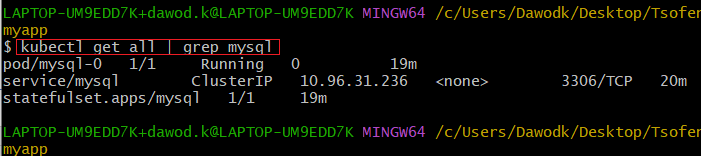 LAPTOP-UM9EDD7K+dawod.k@LAPTOP-UM9EDD7K MINGW64 /c/Users/Dawodk/Desktop/Tsofen
myapp
$ kubectl get all | grep mysql
pod/mysql-0   1/1     Running   0          19m
service/mysql        ClusterIP   10.96.31.236   <none>        3306/TCP   20m
statefulset.apps/mysql   1/1     19m
LAPTOP-UM9EDD7K+dawod.k@LAPTOP-UM9EDD7K MINGW64 /c/Users/Dawodk/Desktop/Tsofen
myapp